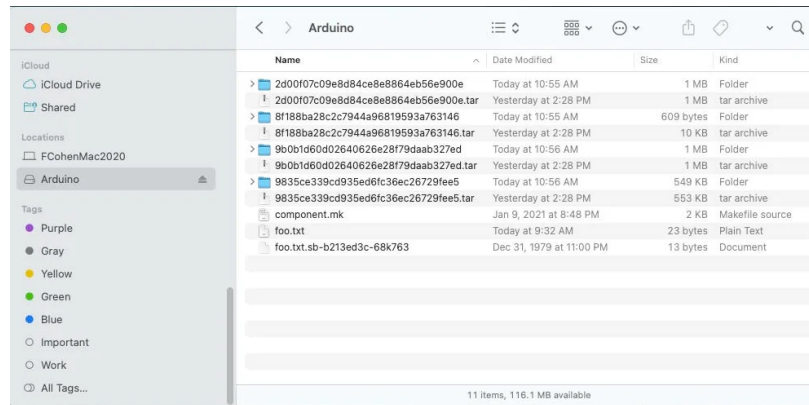 Arduino
iCloud
iCloud Drive
Shared
Locations
FCohenMac2020
Arduino
Tags
Purple
Gray
Yellow
Green
Blue
Important
Work
All Tags...
Name Date Modified Size Kind
2d00f07c09e8d84ce8e8864eb56e900e Today at 10:55 AM 1 MB Folder
2d00f07c09e8d84ce8e8864eb56e900e.tar Yesterday at 2:28 PM 1 MB tar archive
8f188ba28c2c7944a96819593a763146 Today at 10:55 AM 609 bytes Folder
8f188ba28c2c7944a96819593a763146.tar Yesterday at 2:28 PM 10 KB tar archive
9b0b1d60d02640626e28f79daab327ed Today at 10:56 AM 1 MB Folder
9b0b1d60d02640626e28f79daab327ed.tar Yesterday at 2:28 PM 1 MB tar archive
9835ce339cd935ed6fc36ec26729fee5 Today at 10:56 AM 549 KB Folder
9835ce339cd935ed6fc36ec26729fee5.tar Yesterday at 2:28 PM 553 KB tar archive
component.mk Jan 9, 2021 at 8:48 PM 2 KB Makefile source
foo.txt Today at 9:32 AM 23 bytes Plain Text
foo.txt.sb-b213ed3c-68k763 Dec 31, 1979 at 11:00 PM 13 bytes Document
11 items, 116.1 MB available